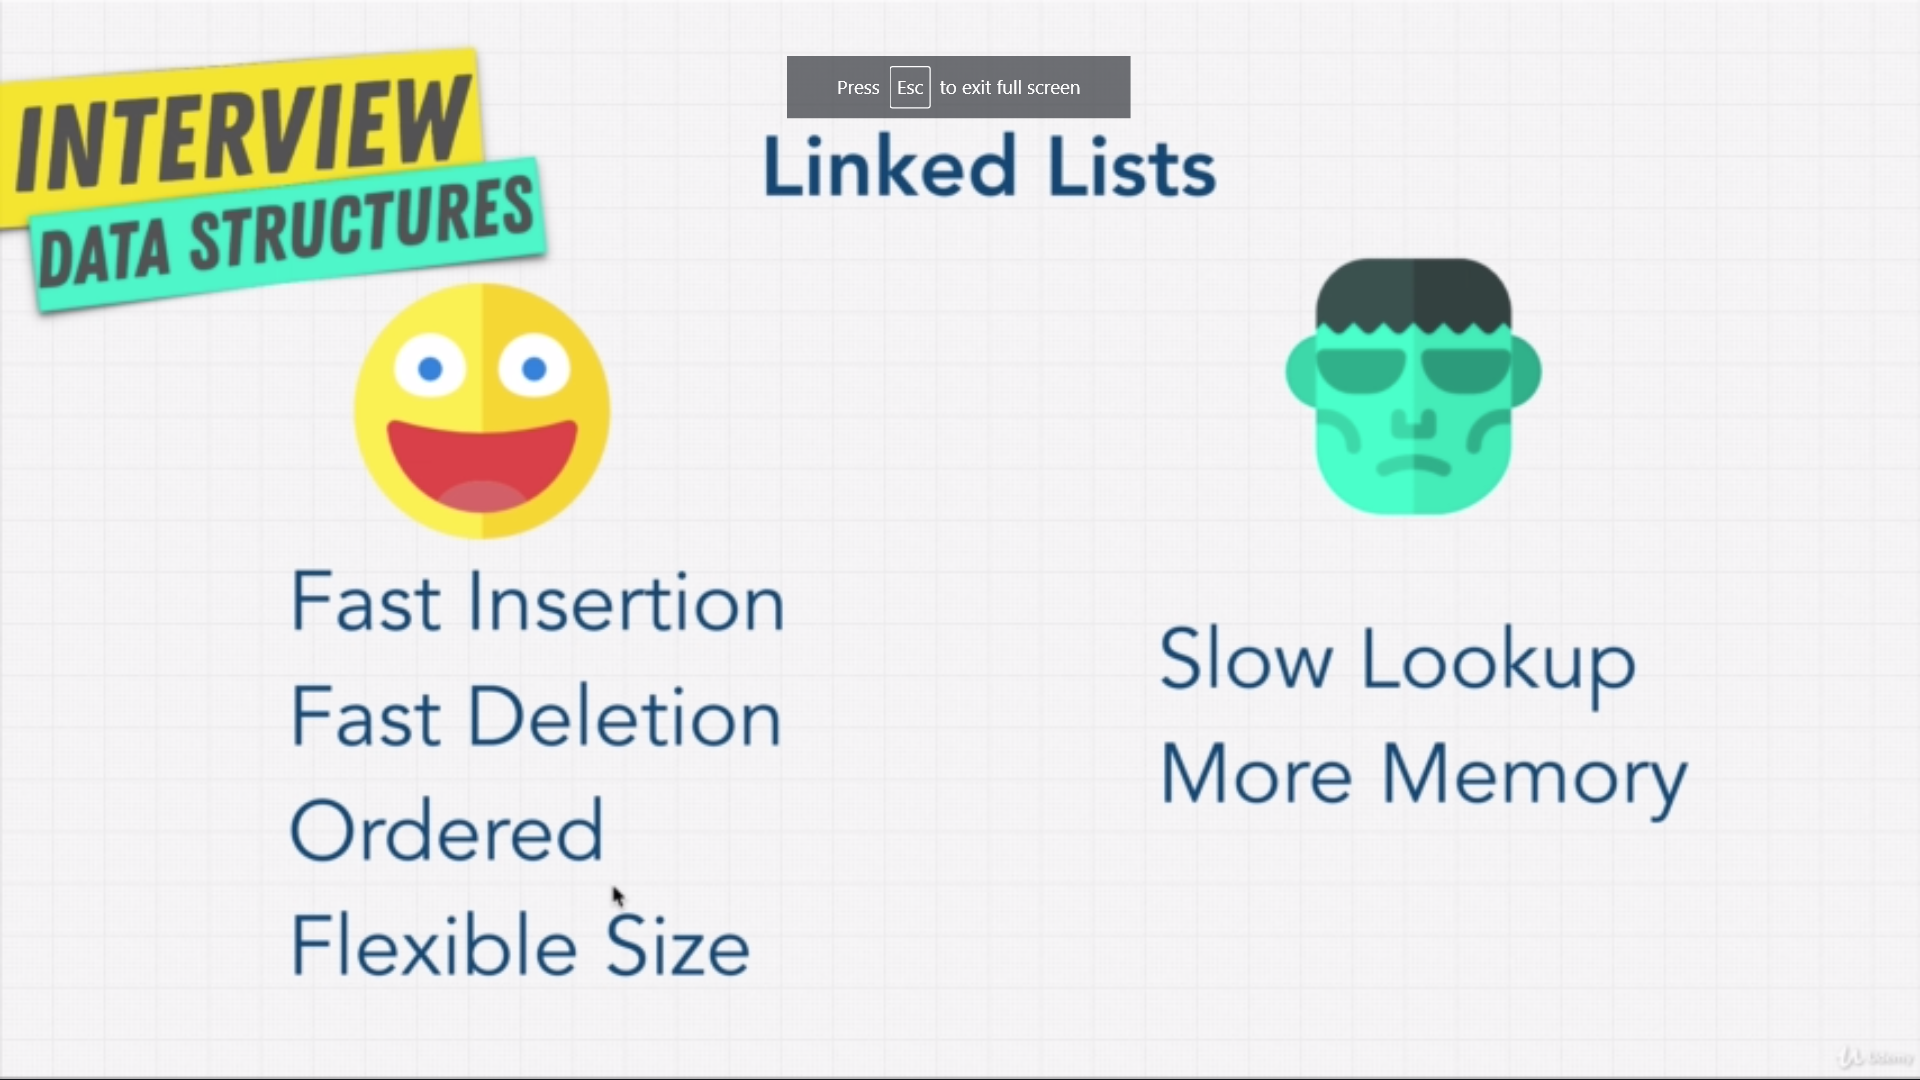 INTERVIEW
DATA STRUCTURES
Press Esc to exit full screen
Linked Lists
Fast Insertion
Fast Deletion
Ordered
Flexible Size
Slow Lookup
More Memory
Udemy